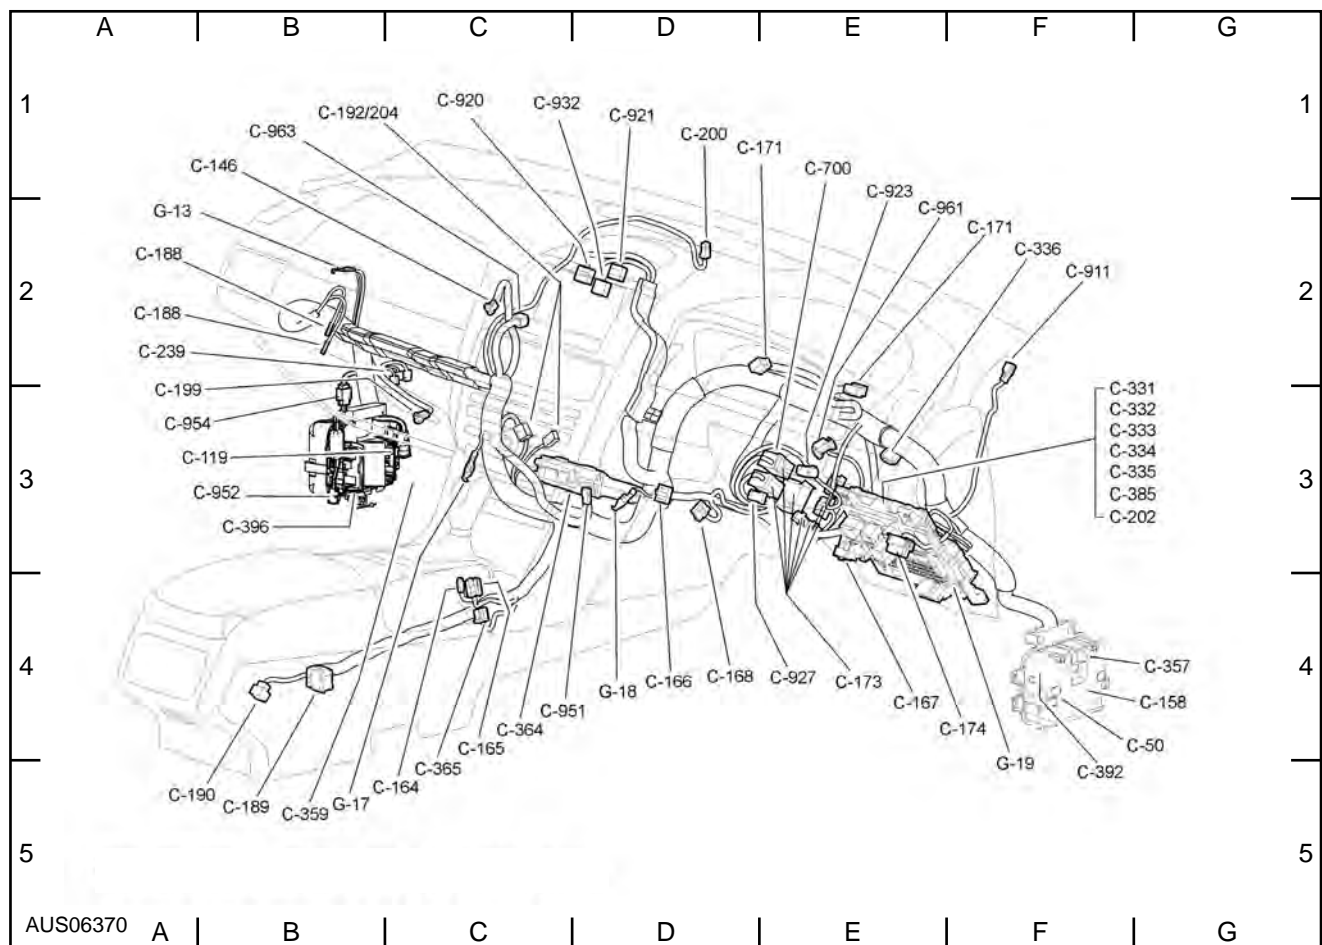 A B C D E F G
1 1
C-920 C-932 C-921
C-192/204
C-963
C-200
C-171
C-146
C-700
C-923
C-961
G-13
C-171
C-336
C-188
C-911
2 2
C-188
C-239
C-199
C-954
C-331
C-332
C-333
C-334
C-335
C-385
C-202
C-119
3 3
C-952
C-396
4 4
C-357
C-158
C-50
C-392
G-19
C-174
C-167
C-173
C-927
C-168
C-166
G-18
C-951
C-364
C-165
C-365
C-164
G-17
C-359
C-189
C-190
5 5
AUS06370
A B C D E F G